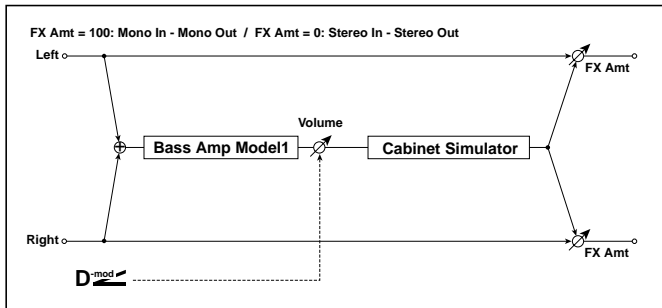 FX Amt = 100: Mono In - Mono Out / FX Amt = 0: Stereo In - Stereo Out
Left
FX Amt
Volume
Bass Amp Model1
Cabinet Simulator
Right
FX Amt
D-mod